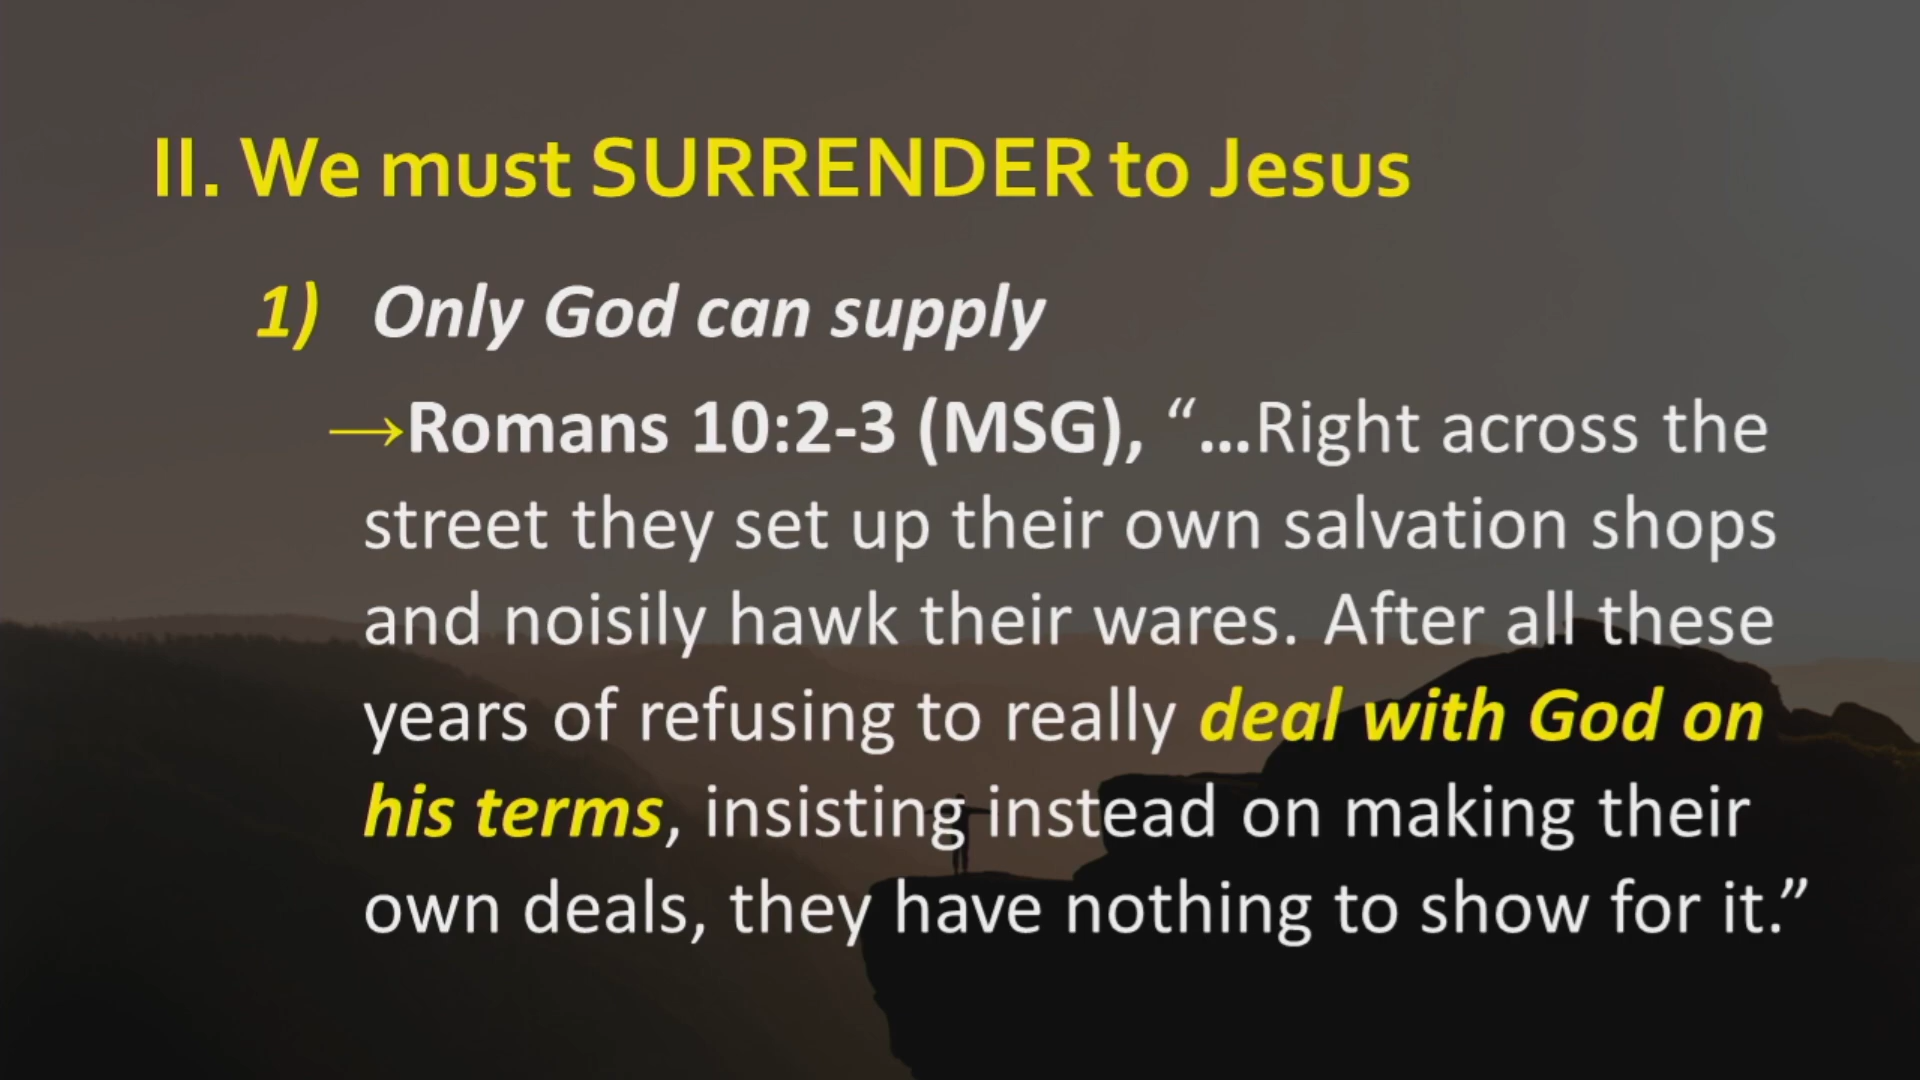 II. We must SURRENDER to Jesus
1) Only God can supply
→Romans 10:2-3 (MSG), “…Right across the
street they set up their own salvation shops
and noisily hawk their wares. After all these
years of refusing to really deal with God on
his terms, insisting instead on making their
own deals, they have nothing to show for it.”